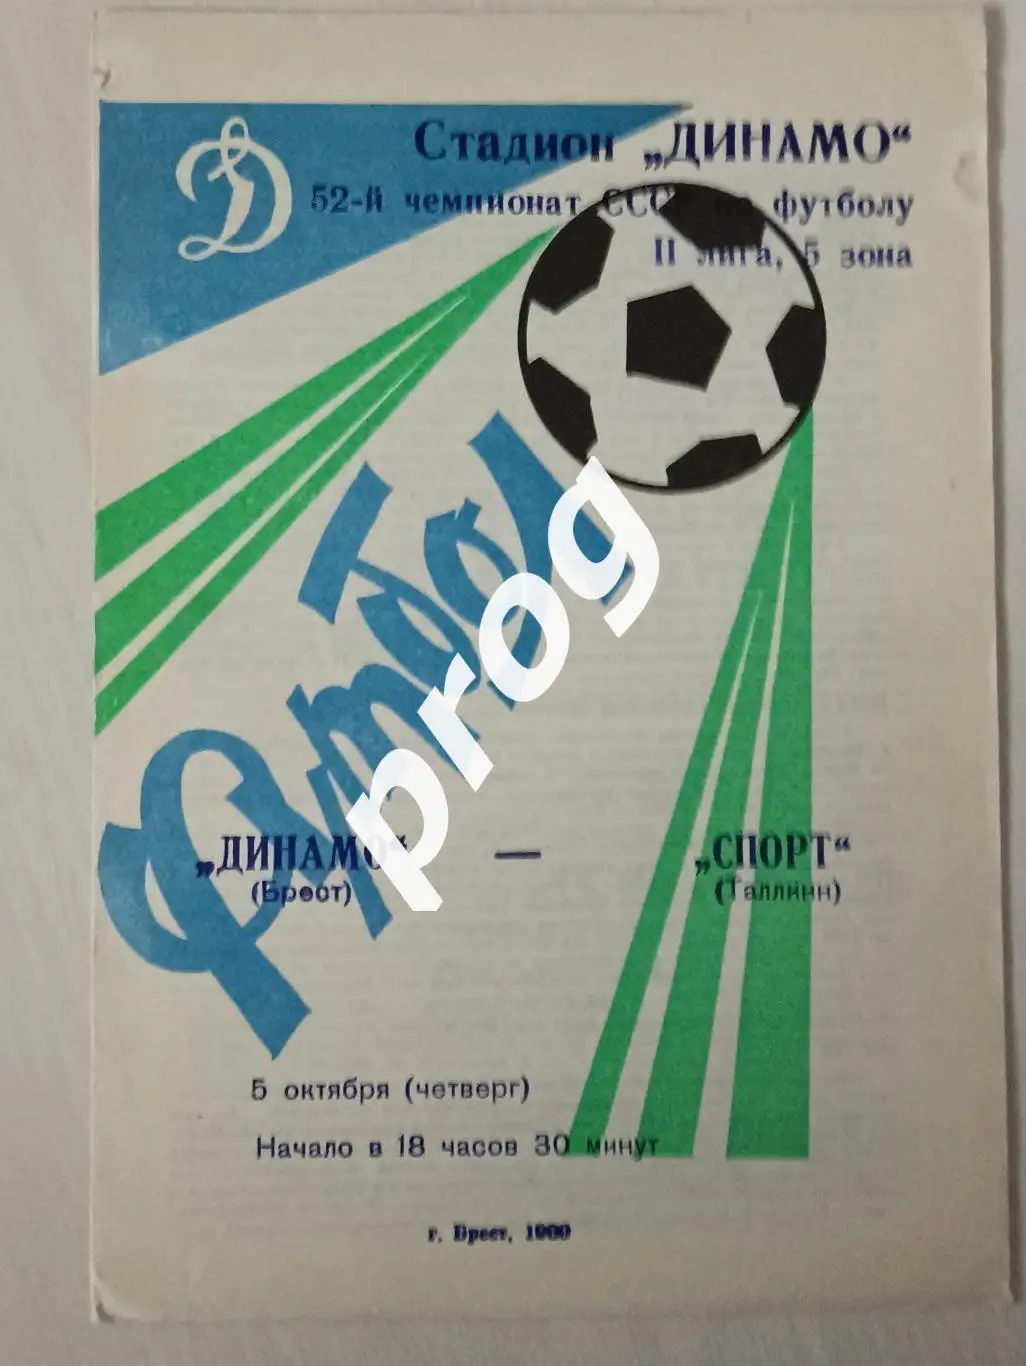 Стадион „ДИНАМО“
52-й чемпионат СССР по футболу
II лига, 5 зона
Футбол
prog
„ДИНАМО“ — „СПОРТ“
(Брест) (Таллинн)
5 октября (четверг)
Начало в 18 часов 30 минут
г. Брест,